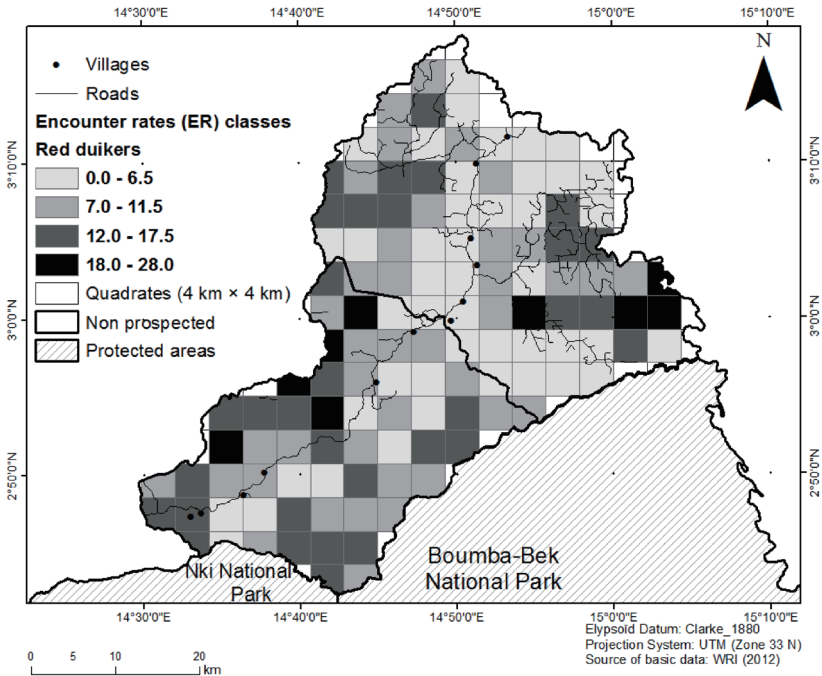 14°40'0"E 14°40'0"E 14°50'0"E 15°0'0"E 15°10'0"E
N
Villages
Roads
Encounter rates (ER) classes
Red duikers
0.0 - 6.5
7.0 - 11.5
12.0 - 17.5
18.0 - 28.0
Quadrates (4 km × 4 km)
Non prospected
Protected areas
3°10'0"N 3°10'0"N
3°0'0"N 3°0'0"N
2°50'0"N 2°50'0"N
Nki National
Park
Boumba-Bek
National Park
14°30'0"E 14°40'0"E 14°50'0"E 15°0'0"E 15°10'0"E
Elypsoïd Datum: Clarke_1880
Projection System: UTM (Zone 33 N)
Source of basic data: WRI (2012)
0 5 10 20
km